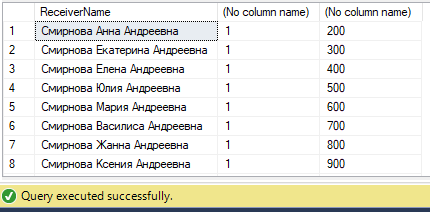 ReceiverName (No column name) (No column name)
1 Смирнова Анна Андреевна 1 200
2 Смирнова Екатерина Андреевна 1 300
3 Смирнова Елена Андреевна 1 400
4 Смирнова Юлия Андреевна 1 500
5 Смирнова Мария Андреевна 1 600
6 Смирнова Василиса Андреевна 1 700
7 Смирнова Жанна Андреевна 1 800
8 Смирнова Ксения Андреевна 1 900
Query executed successfully.